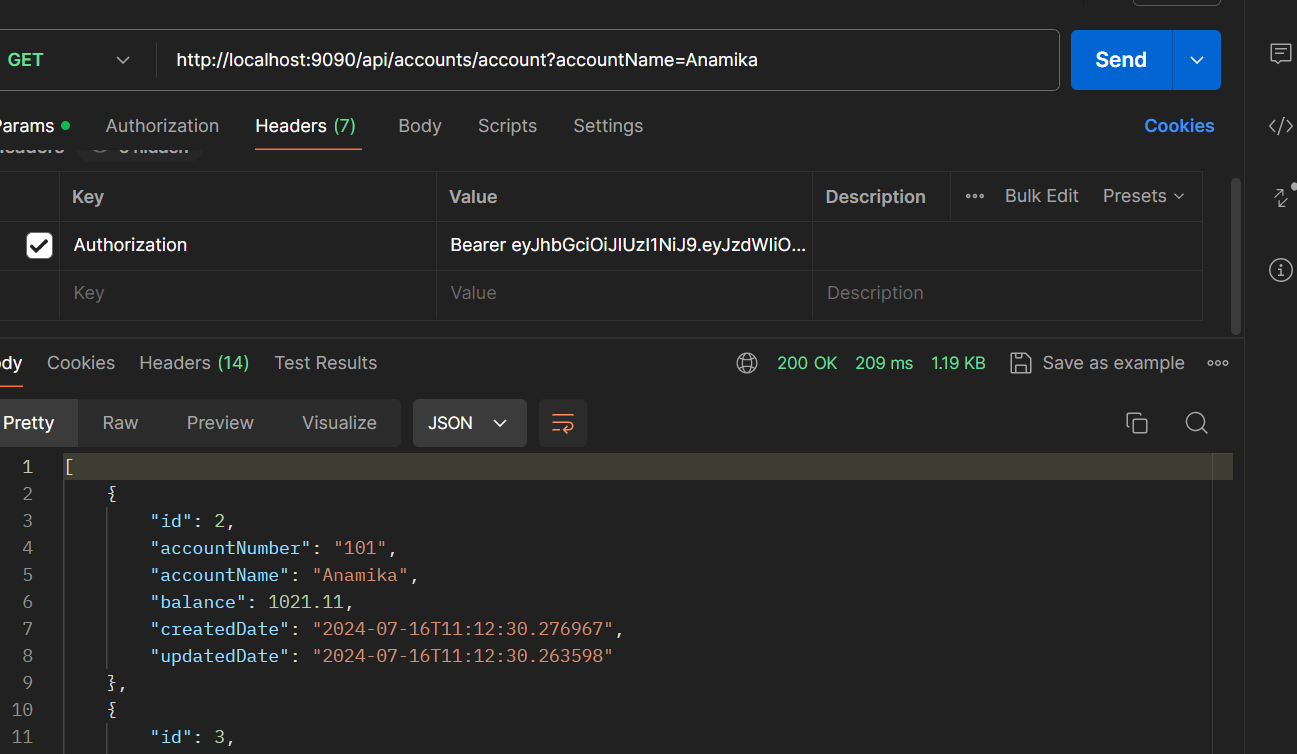 GET http://localhost:9090/api/accounts/account?accountName=Anamika Send
Params Authorization Headers (7) Body Scripts Settings Cookies
Key Value Description Bulk Edit Presets
Authorization Bearer eyJhbGciOiJIUzI1NiJ9.eyJzdWIiO...
Key Value Description
Cookies Headers (14) Test Results 200 OK 209 ms 1.19 KB Save as example
Pretty Raw Preview Visualize JSON
1 [
2 {
3 "id": 2,
4 "accountNumber": "101",
5 "accountName": "Anamika",
6 "balance": 1021.11,
7 "createdDate": "2024-07-16T11:12:30.276967",
8 "updatedDate": "2024-07-16T11:12:30.263598"
9 },
10 {
11 "id": 3,